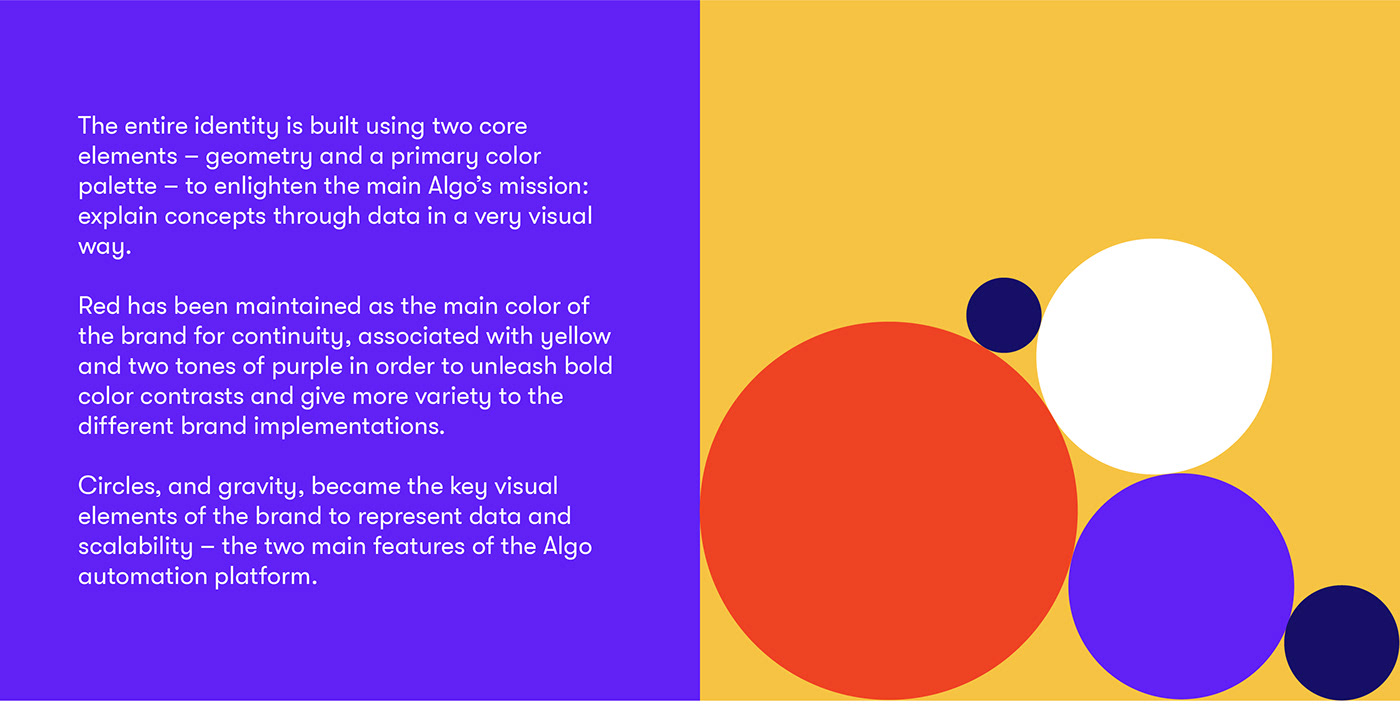 The entire identity is built using two core
elements – geometry and a primary color
palette – to enlighten the main Algo’s mission:
explain concepts through data in a very visual
way.
Red has been maintained as the main color of
the brand for continuity, associated with yellow
and two tones of purple in order to unleash bold
color contrasts and give more variety to the
different brand implementations.
Circles, and gravity, became the key visual
elements of the brand to represent data and
scalability – the two main features of the Algo
automation platform.